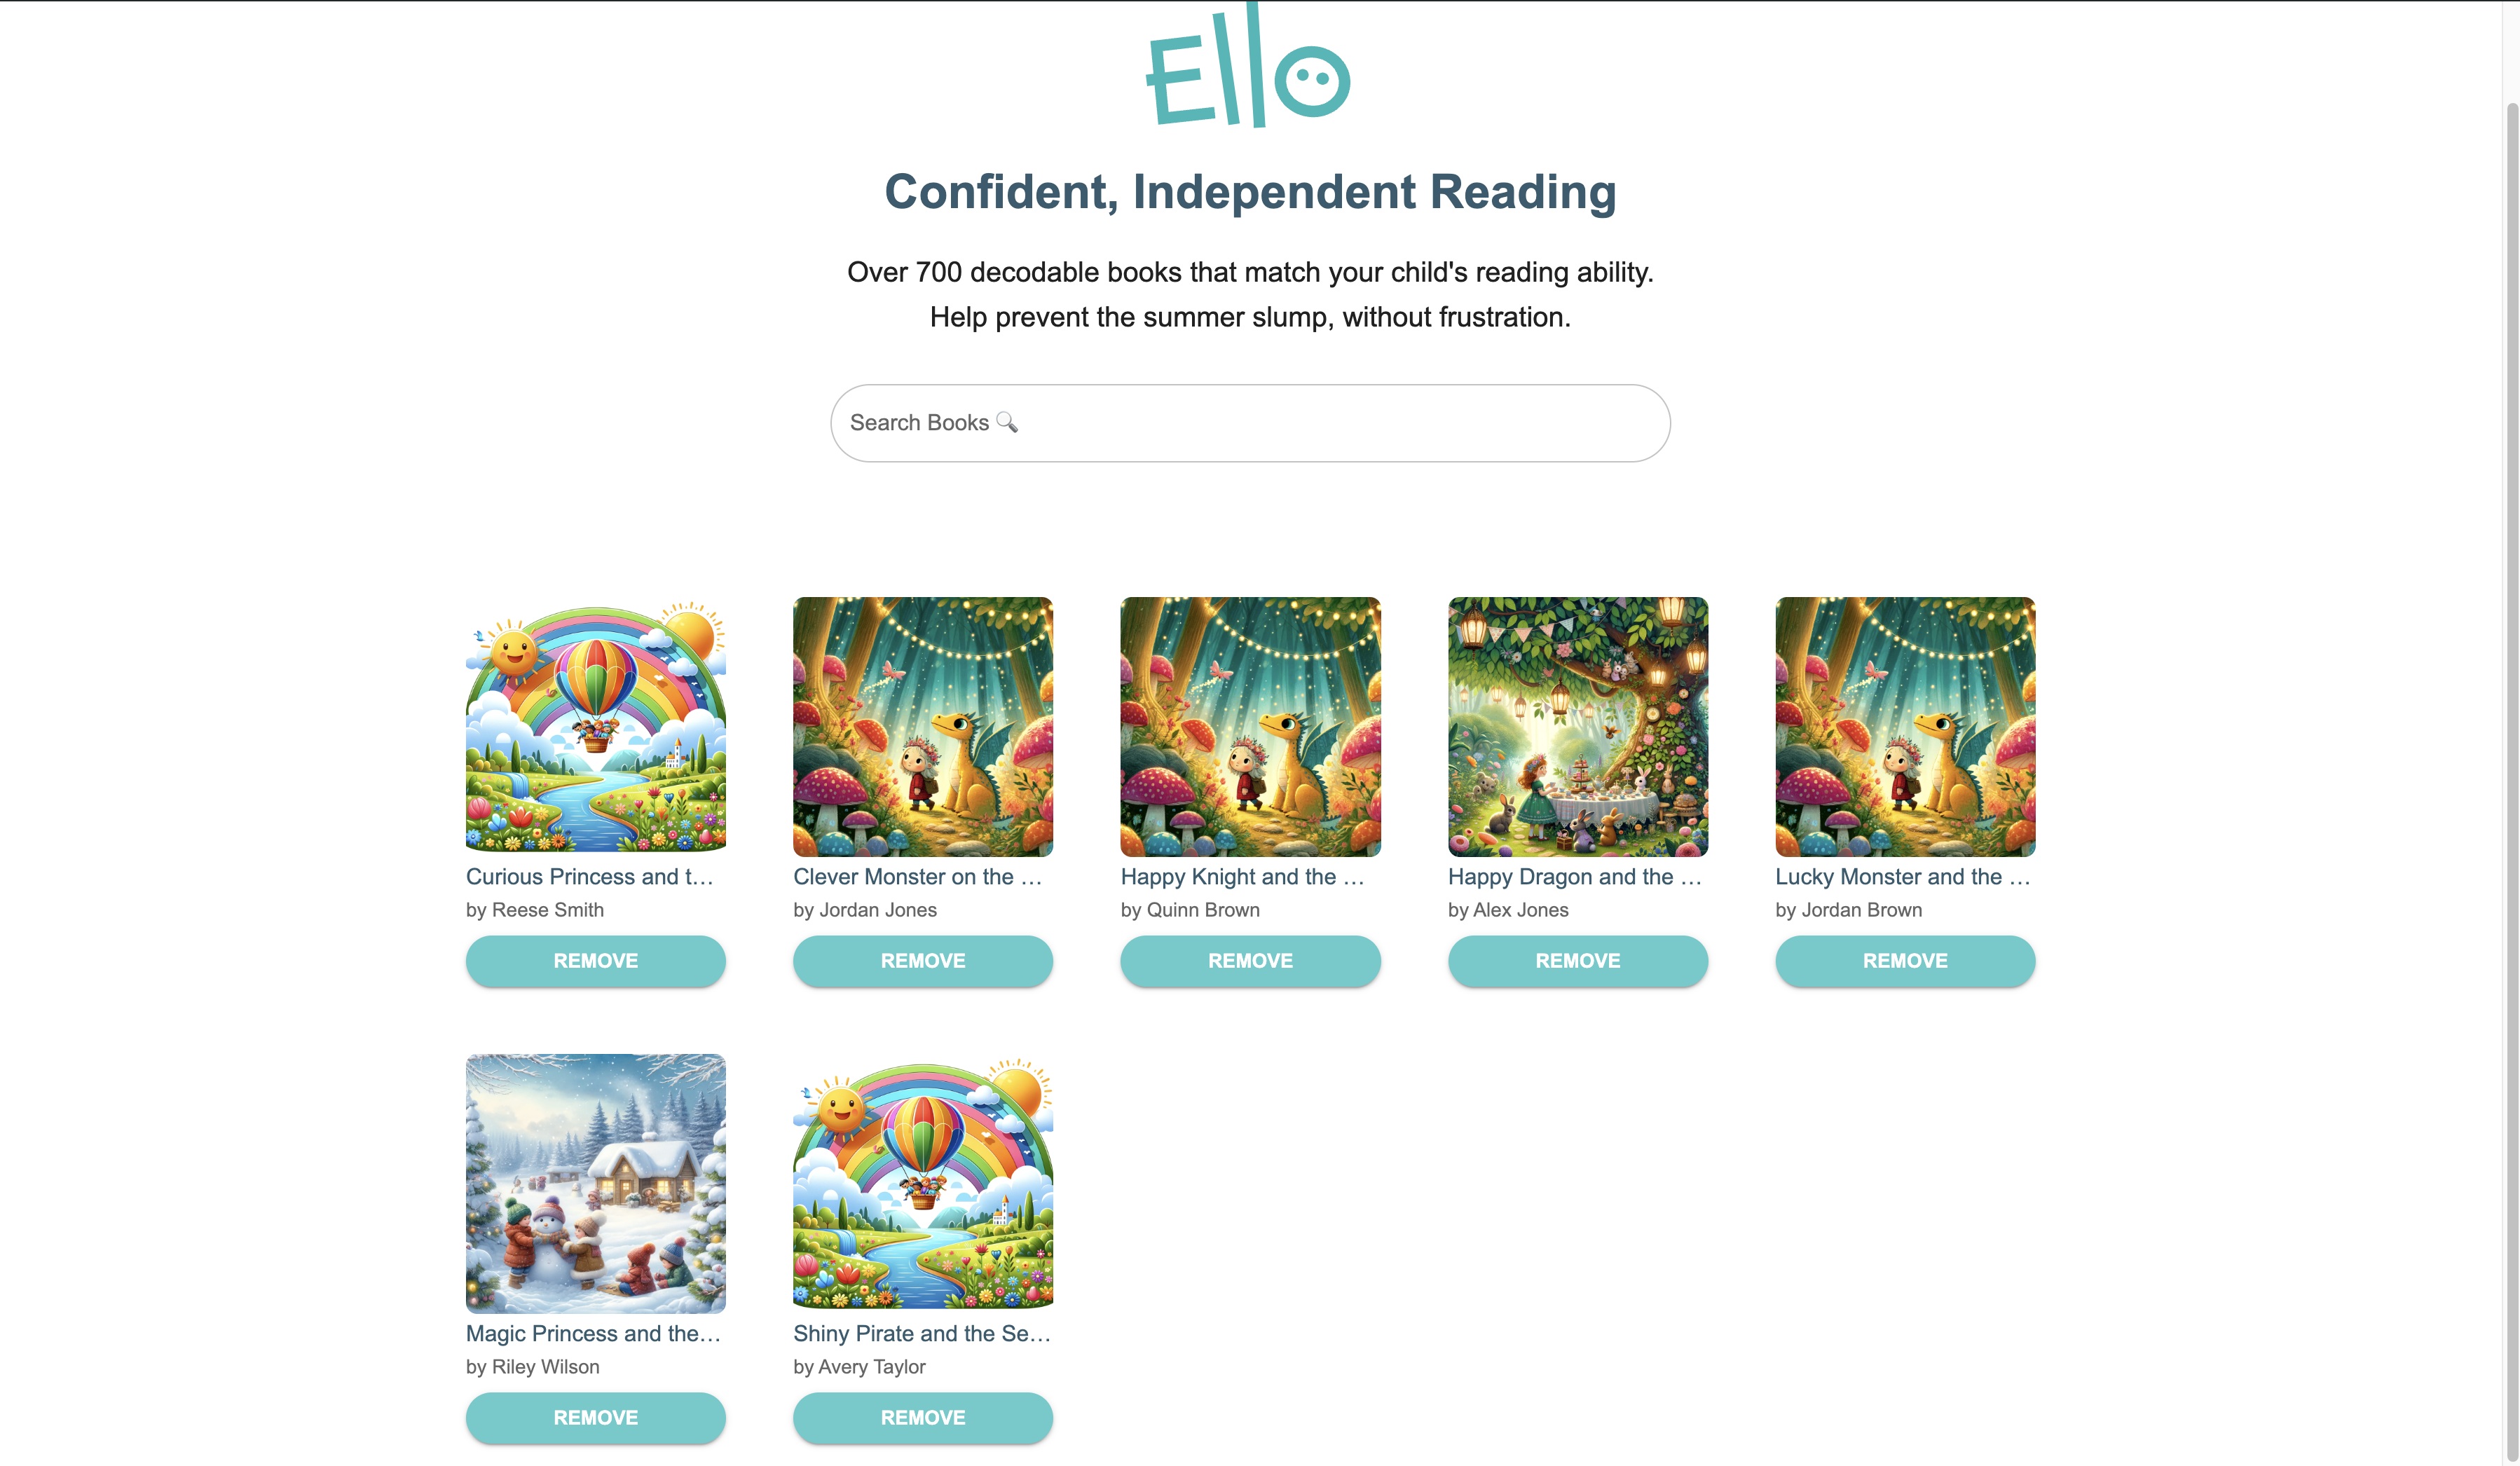 Ello
Confident, Independent Reading
Over 700 decodable books that match your child's reading ability.
Help prevent the summer slump, without frustration.
Search Books 🔍
Curious Princess and t…
by Reese Smith
REMOVE
Clever Monster on the …
by Jordan Jones
REMOVE
Happy Knight and the …
by Quinn Brown
REMOVE
Happy Dragon and the …
by Alex Jones
REMOVE
Lucky Monster and the …
by Jordan Brown
REMOVE
Magic Princess and the…
by Riley Wilson
REMOVE
Shiny Pirate and the Se…
by Avery Taylor
REMOVE